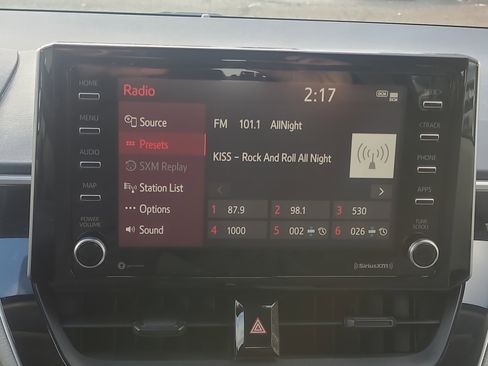 Radio
2:17
DCM
HOME
MENU
AUDIO
MAP
POWER
VOLUME
Source
Presets
SXM Replay
Station List
Options
Sound
FM 101.1 AllNight
KISS - Rock And Roll All Night
1 87.9 2 98.1 3 530
4 1000 5 002 6 026
TRACK
PHONE
APPS
TUNE
SCROLL
SiriusXM